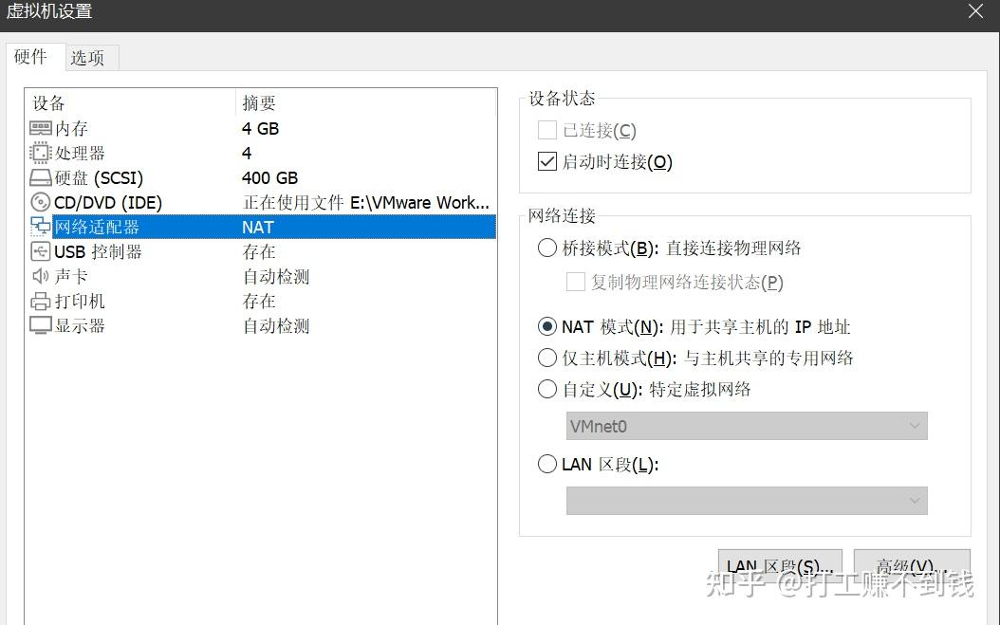 虚拟机设置
硬件 选项
设备 摘要
内存 4 GB
处理器 4
硬盘 (SCSI) 400 GB
CD/DVD (IDE) 正在使用文件 E:\VMware Work...
网络适配器 NAT
USB 控制器 存在
声卡 自动检测
打印机 存在
显示器 自动检测
设备状态
已连接(C)
启动时连接(O)
网络连接
桥接模式(B): 直接连接物理网络
复制物理网络连接状态(P)
NAT 模式(N): 用于共享主机的 IP 地址
仅主机模式(H): 与主机共享的专用网络
自定义(U): 特定虚拟网络
VMnet0
LAN 区段(L):
LAN 区段(S)... 高级(V)...
知乎 @打工赚不到钱